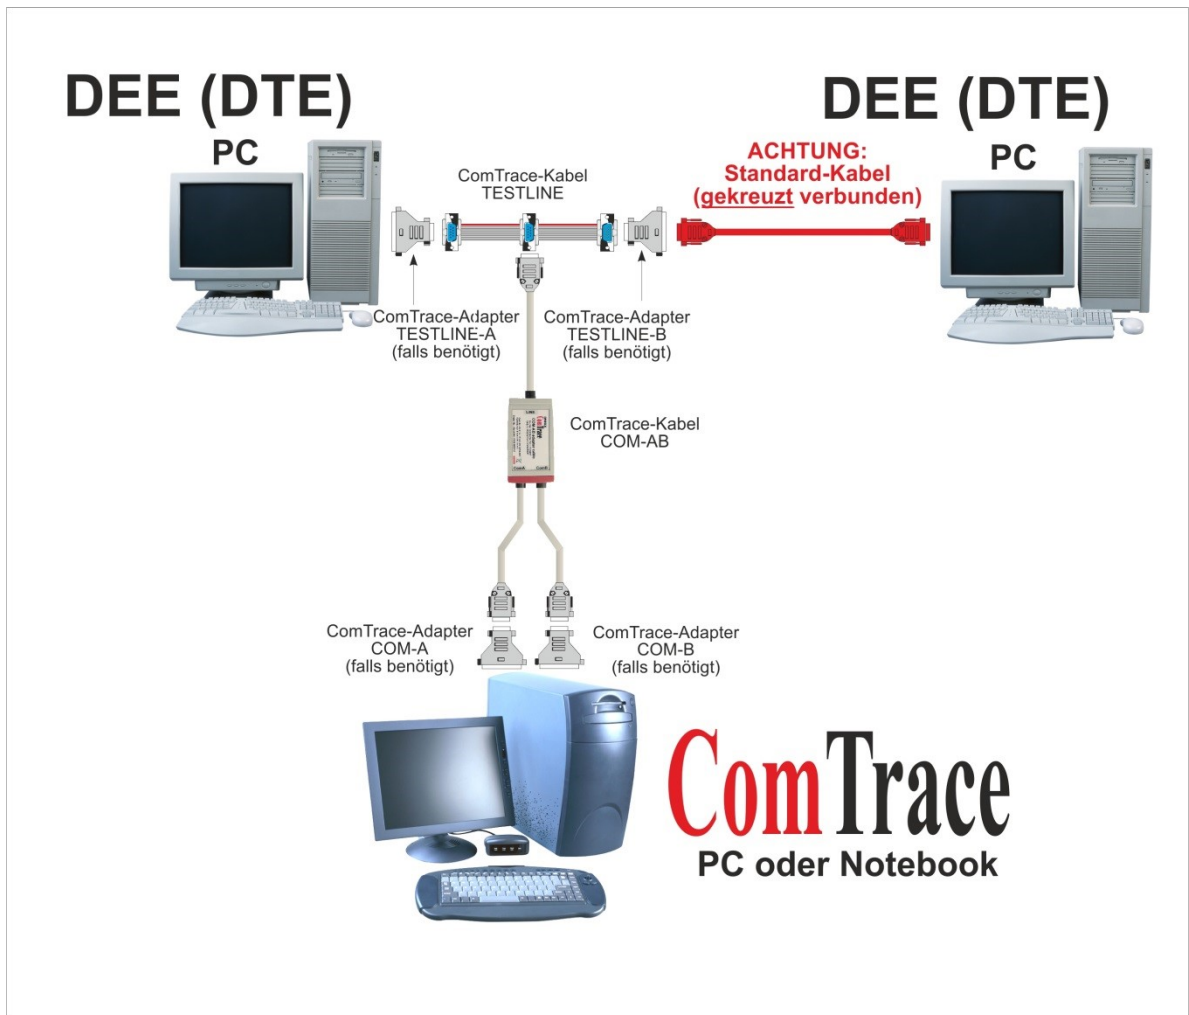 DEE (DTE)
PC
DEE (DTE)
PC
ACHTUNG:
Standard-Kabel
(gekreuzt verbunden)
ComTrace-Kabel
TESTLINE
ComTrace-Adapter
TESTLINE-A
(falls benötigt)
ComTrace-Adapter
TESTLINE-B
(falls benötigt)
ComTrace
ComTrace-Kabel
COM-AB
ComTrace-Adapter
COM-A
(falls benötigt)
ComTrace-Adapter
COM-B
(falls benötigt)
ComTrace
PC oder Notebook